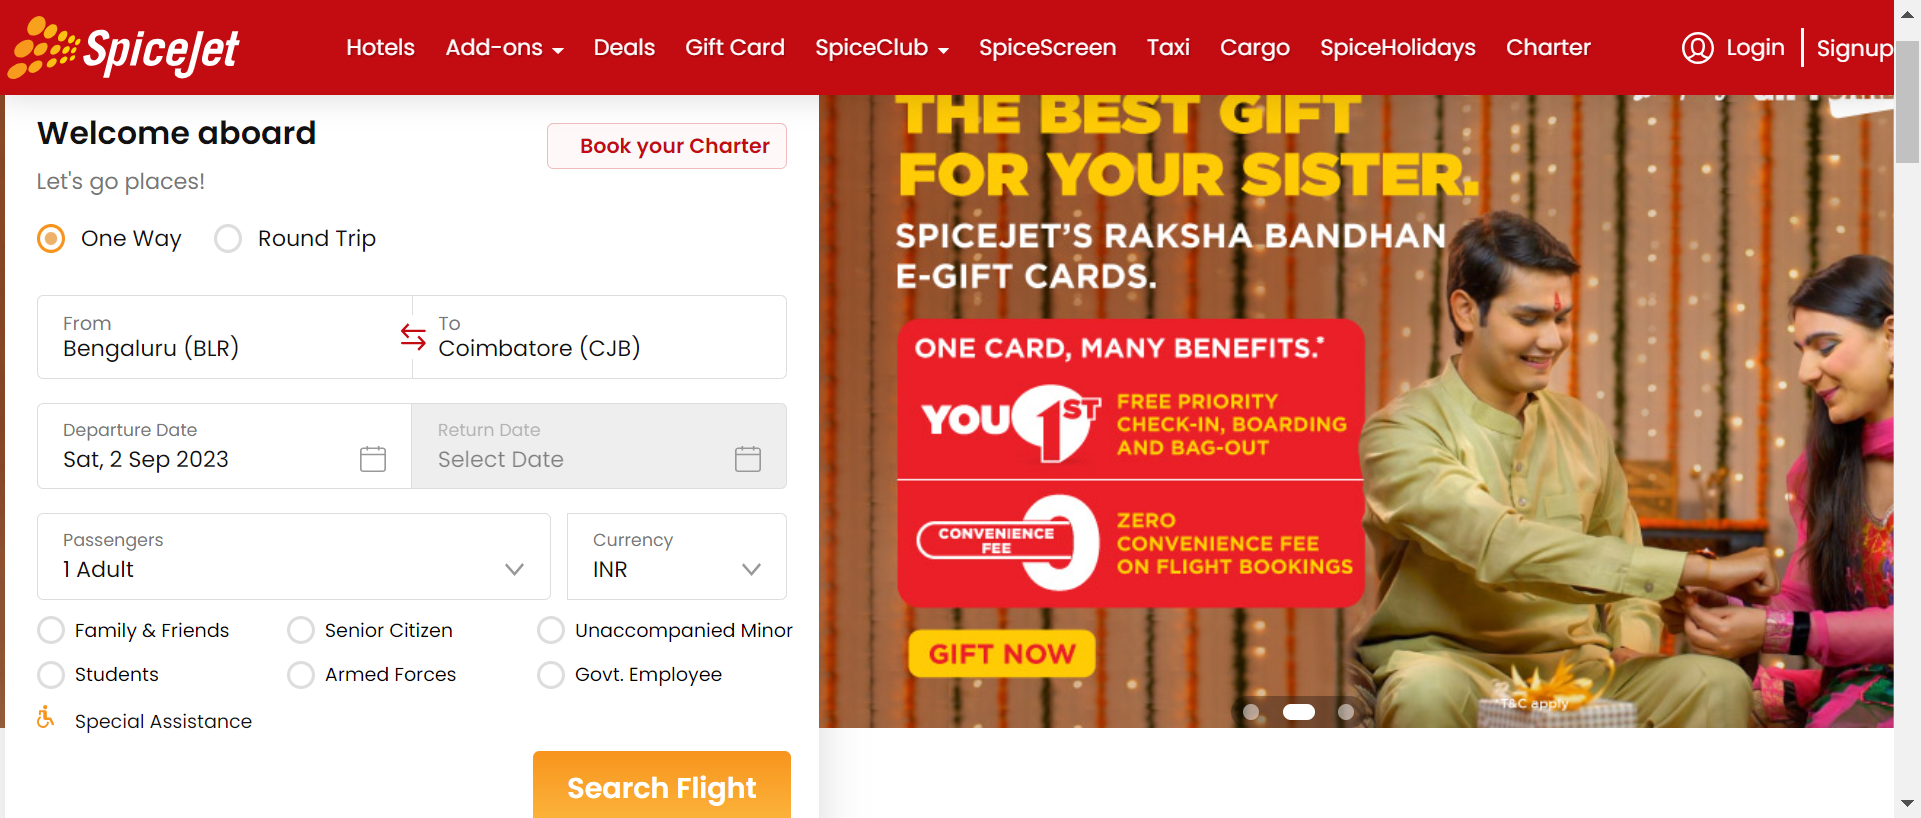 SpiceJet
Hotels Add-ons Deals Gift Card SpiceClub SpiceScreen Taxi Cargo SpiceHolidays Charter Login Signup
Welcome aboard
Book your Charter
Let's go places!
One Way Round Trip
From
Bengaluru (BLR)
To
Coimbatore (CJB)
Departure Date
Sat, 2 Sep 2023
Return Date
Select Date
Passengers
1 Adult
Currency
INR
Family & Friends Senior Citizen Unaccompanied Minor
Students Armed Forces Govt. Employee
Special Assistance
Search Flight
THE BEST GIFT
FOR YOUR SISTER.
SPICEJET'S RAKSHA BANDHAN
E-GIFT CARDS.
ONE CARD, MANY BENEFITS.*
YOU 1ST
FREE PRIORITY
CHECK-IN, BOARDING
AND BAG-OUT
CONVENIENCE
FEE
0
ZERO
CONVENIENCE FEE
ON FLIGHT BOOKINGS
GIFT NOW
*T&C apply